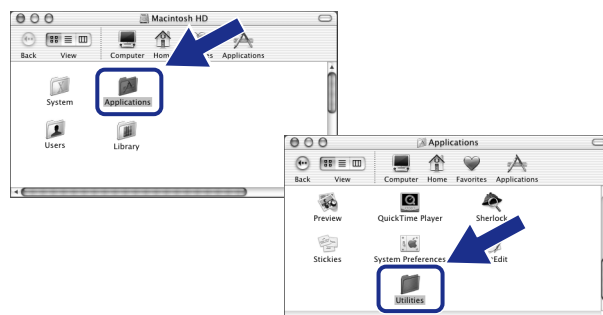 Macintosh HD
Back View Computer Applications
System Applications
Users Library
Applications
Back View Computer Home Favorites Applications
Preview QuickTime Player Sherlock
Stickies System Preferences
Utilities